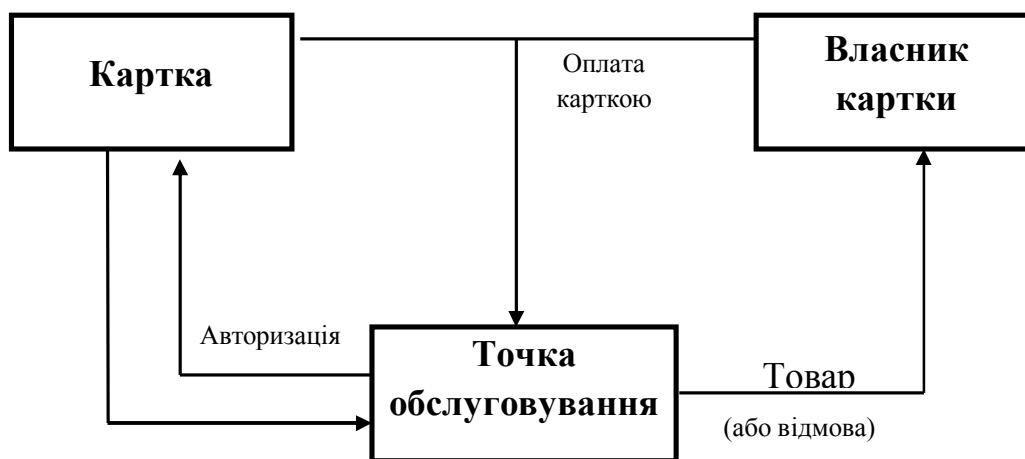 Картка
Оплата
карткою
Власник
картки
Авторизація
Точка
обслуговування
Товар
(або відмова)